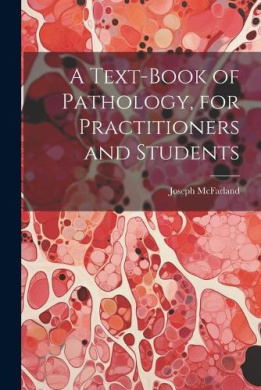 A Text-Book of
Pathology, for
Practitioners
and Students
Joseph McFarland